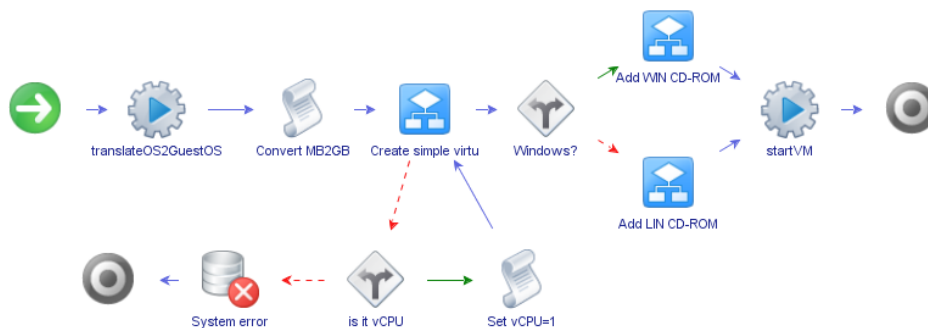 Add WIN CD-ROM
translateOS2GuestOS
Convert MB2GB
Create simple virtu
Windows?
startVM
Add LIN CD-ROM
System error
is it vCPU
Set vCPU=1